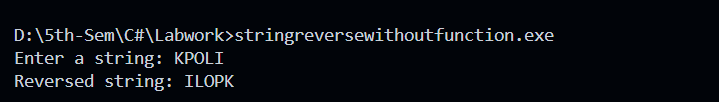 D:\5th-Sem\C#\Labwork>stringreversewithoutfunction.exe
Enter a string: KPOLI
Reversed string: ILOPK